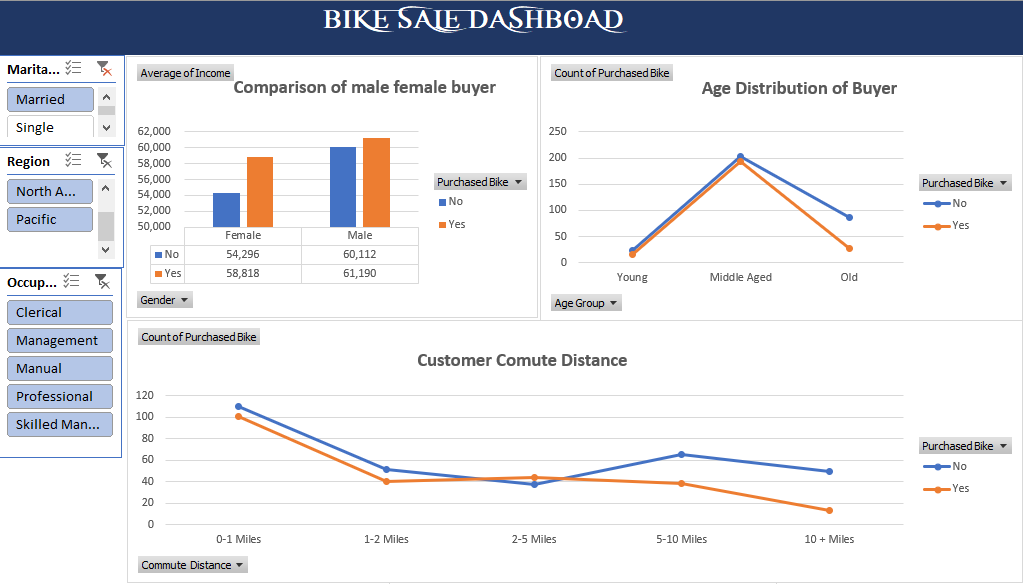 BIKE SALE DASHBOAD
Marita...
Married
Single
Region
North A...
Pacific
Occup...
Clerical
Management
Manual
Professional
Skilled Man...
Average of Income
Comparison of male female buyer
62,000
60,000
58,000
56,000
54,000
52,000
50,000
Female Male
No 54,296 60,112
Yes 58,818 61,190
Purchased Bike
No
Yes
Gender
Count of Purchased Bike
Age Distribution of Buyer
250
200
150
100
50
0
Young Middle Aged Old
Purchased Bike
No
Yes
Age Group
Count of Purchased Bike
Customer Comute Distance
120
100
80
60
40
20
0
0-1 Miles 1-2 Miles 2-5 Miles 5-10 Miles 10 + Miles
Purchased Bike
No
Yes
Commute Distance